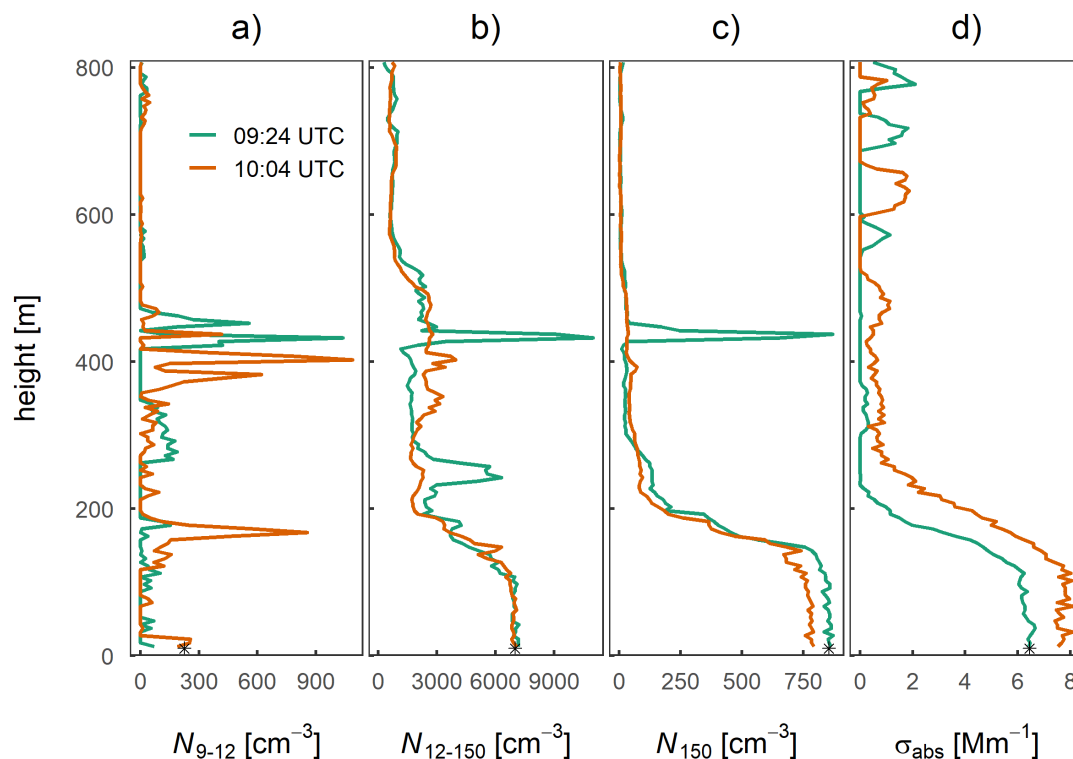 a) b) c) d)
800
600
400
200
0
height [m]
09:24 UTC
10:04 UTC
0 300 600 900
0 3000 6000 9000
0 250 500 750
0 2 4 6 8
N₉₋₁₂ [cm⁻³]
N₁₂₋₁₅₀ [cm⁻³]
N₁₅₀ [cm⁻³]
σabs [Mm⁻¹]